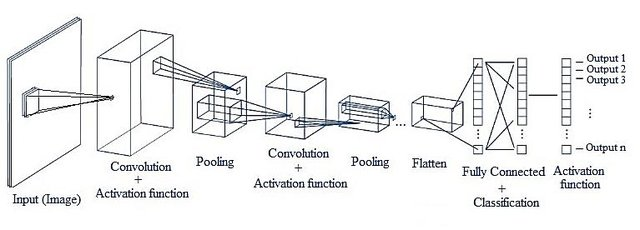 Output 1
Output 2
Output 3
...
...
Output n
Convolution
+
Activation function
Pooling
Convolution
+
Activation function
Pooling
Flatten
Fully Connected
+
Classification
Activation
function
Input (Image)